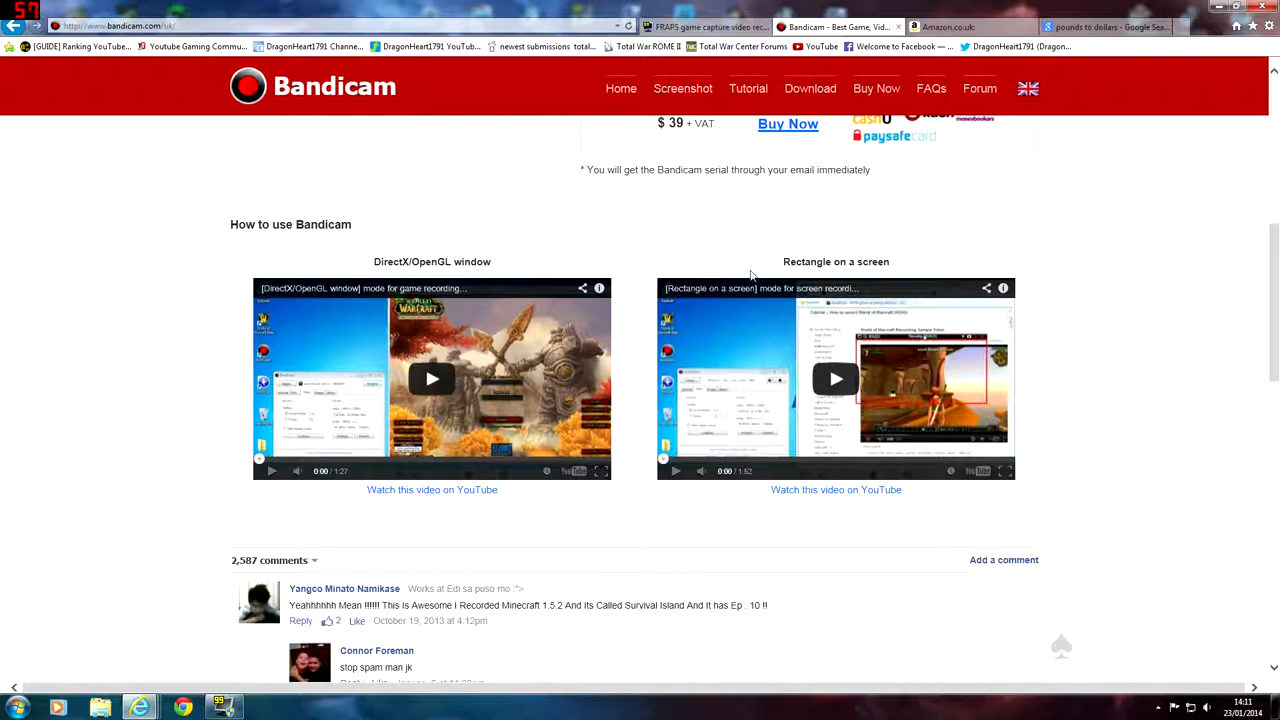 57
http://www.bandicam.com/uk/
FRAPS game capture video rec...
Bandicam - Best Game, Vid...
Amazon.co.uk:
pounds to dollars - Google Sea...
[GUIDE] Ranking YouTube...
Youtube Gaming Commu...
DragonHeart1791 Channe...
DragonHeart1791 YouTub...
newest submissions total...
Total War ROME II
Total War Center Forums
YouTube
Welcome to Facebook — ...
DragonHeart1791 (Dragon...
Bandicam
Home
Screenshot
Tutorial
Download
Buy Now
FAQs
Forum
$ 39 + VAT
Buy Now
cashU
moneybookers
paysafecard
* You will get the Bandicam serial through your email immediately
How to use Bandicam
DirectX/OpenGL window
Rectangle on a screen
[DirectX/OpenGL window] mode for game recording...
[Rectangle on a screen] mode for screen recordi...
WARCRAFT
0:00 / 1:27
YouTube
0:00 / 1:52
YouTube
Watch this video on YouTube
Watch this video on YouTube
2,587 comments
Add a comment
Yangco Minato Namikase Works at Edi sa puso mo :">
Yeahhhhhh Mean !!!!!! This Is Awesome I Recorded Minecraft 1.5.2 And its Called Survival Island And It has Ep . 10 !!
Reply 2 Like October 19, 2013 at 4:12pm
Connor Foreman
stop spam man jk
99
14:11
23/01/2014